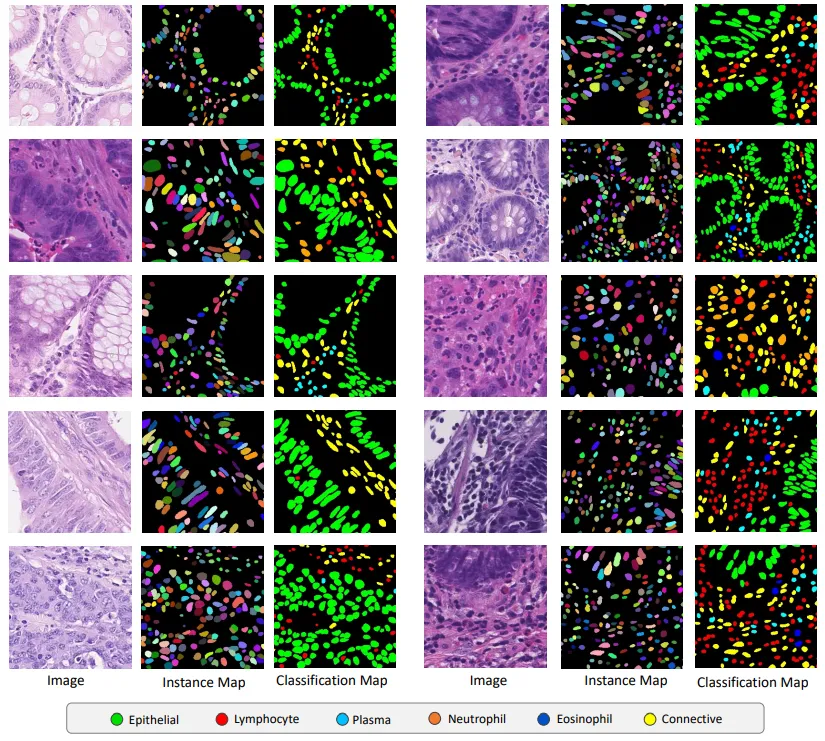 Image Instance Map Classification Map Image Instance Map Classification Map
Epithelial Lymphocyte Plasma Neutrophil Eosinophil Connective